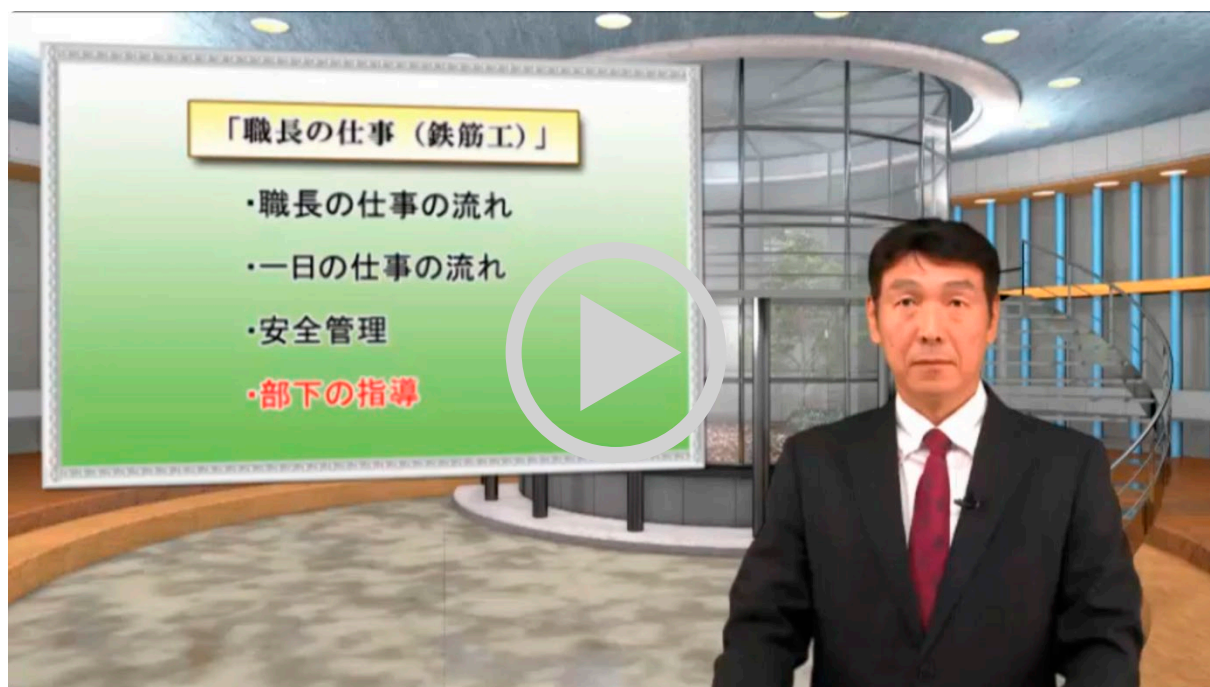 「職長の仕事（鉄筋工）」
・職長の仕事の流れ
・一日の仕事の流れ
・安全管理
・部下の指導